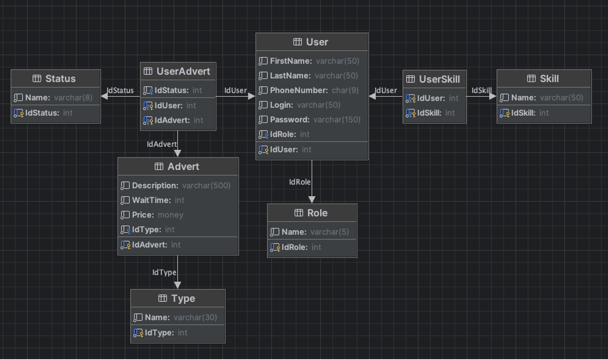 User
FirstName: varchar(50)
LastName: varchar(50)
PhoneNumber: char(9)
Login: varchar(50)
Password: varchar(150)
IdRole: int
IdUser: int
Status
Name: varchar(8)
IdStatus: int
IdStatus
UserAdvert
IdStatus: int
IdUser: int
IdAdvert: int
IdUser
IdUser
UserSkill
IdUser: int
IdSkill: int
IdSkill
Skill
Name: varchar(50)
IdSkill: int
IdAdvert
Advert
Description: varchar(500)
WaitTime: int
Price: money
IdType: int
IdAdvert: int
IdRole
Role
Name: varchar(5)
IdRole: int
IdType
Type
Name: varchar(30)
IdType: int